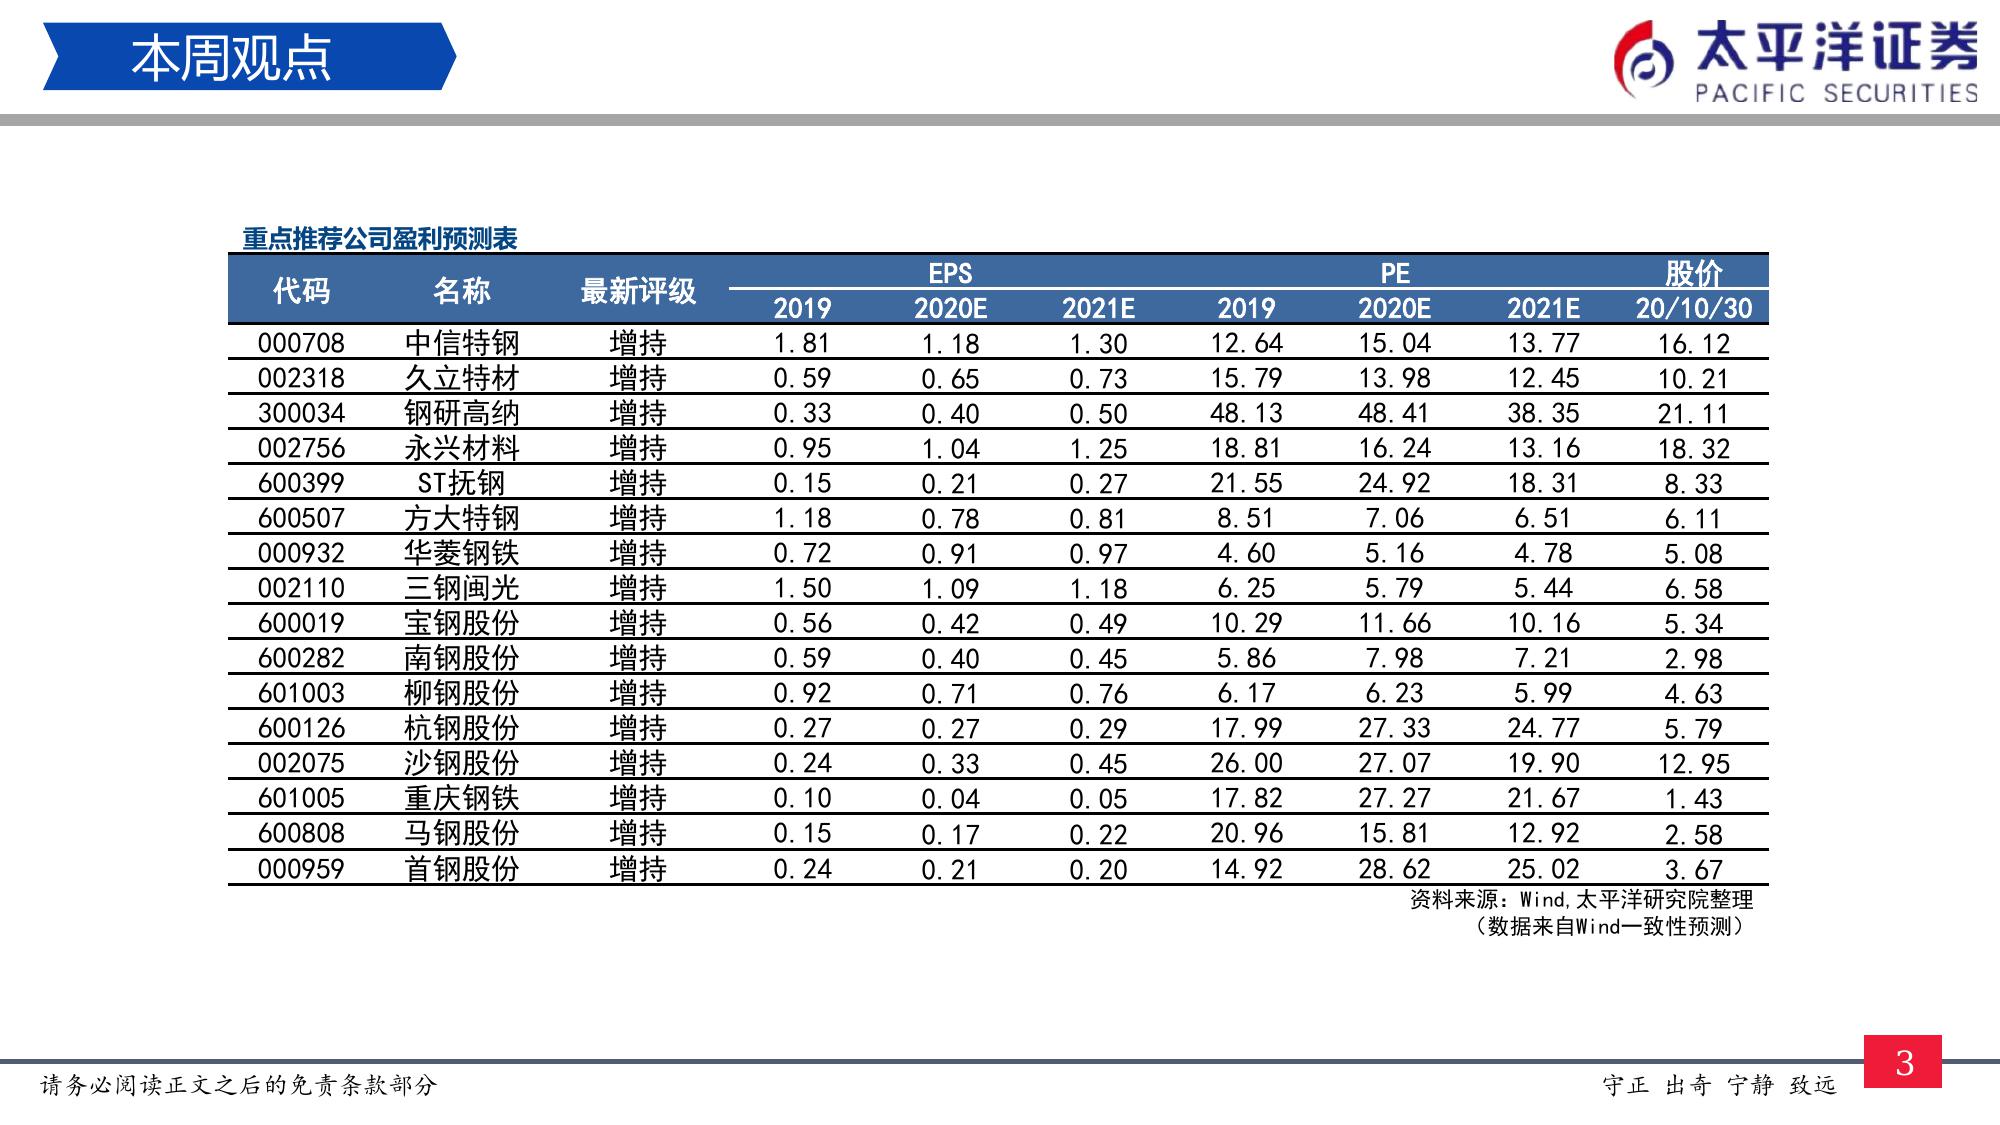 本周观点
太平洋证券
PACIFIC SECURITIES
重点推荐公司盈利预测表
代码 名称 最新评级 EPS PE 股价
2019 2020E 2021E 2019 2020E 2021E 20/10/30
000708 中信特钢 增持 1.81 1.18 1.30 12.64 15.04 13.77 16.12
002318 久立特材 增持 0.59 0.65 0.73 15.79 13.98 12.45 10.21
300034 钢研高纳 增持 0.33 0.40 0.50 48.13 48.41 38.35 21.11
002756 永兴材料 增持 0.95 1.04 1.25 18.81 16.24 13.16 18.32
600399 ST抚钢 增持 0.15 0.21 0.27 21.55 24.92 18.31 8.33
600507 方大特钢 增持 1.18 0.78 0.81 8.51 7.06 6.51 6.11
000932 华菱钢铁 增持 0.72 0.91 0.97 4.60 5.16 4.78 5.08
002110 三钢闽光 增持 1.50 1.09 1.18 6.25 5.79 5.44 6.58
600019 宝钢股份 增持 0.56 0.42 0.49 10.29 11.66 10.16 5.34
600282 南钢股份 增持 0.59 0.40 0.45 5.86 7.98 7.21 2.98
601003 柳钢股份 增持 0.92 0.71 0.76 6.17 6.23 5.99 4.63
600126 杭钢股份 增持 0.27 0.27 0.29 17.99 27.33 24.77 5.79
002075 沙钢股份 增持 0.24 0.33 0.45 26.00 27.07 19.90 12.95
601005 重庆钢铁 增持 0.10 0.04 0.05 17.82 27.27 21.67 1.43
600808 马钢股份 增持 0.15 0.17 0.22 20.96 15.81 12.92 2.58
000959 首钢股份 增持 0.24 0.21 0.20 14.92 28.62 25.02 3.67
资料来源：Wind,太平洋研究院整理
（数据来自Wind一致性预测）
请务必阅读正文之后的免责条款部分
守正 出奇 宁静 致远
3